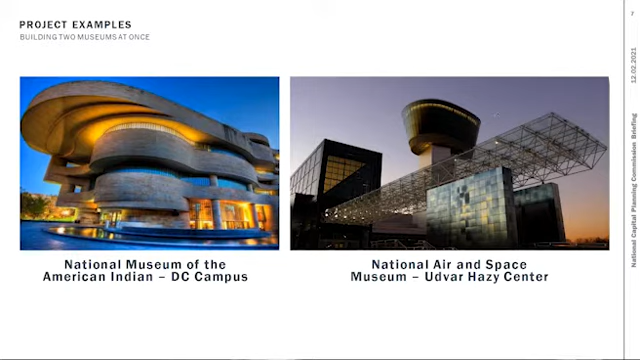 PROJECT EXAMPLES
BUILDING TWO MUSEUMS AT ONCE
7
12.02.2021
National Capital Planning Commission Briefing
National Museum of the
American Indian – DC Campus
National Air and Space
Museum – Udvar Hazy Center